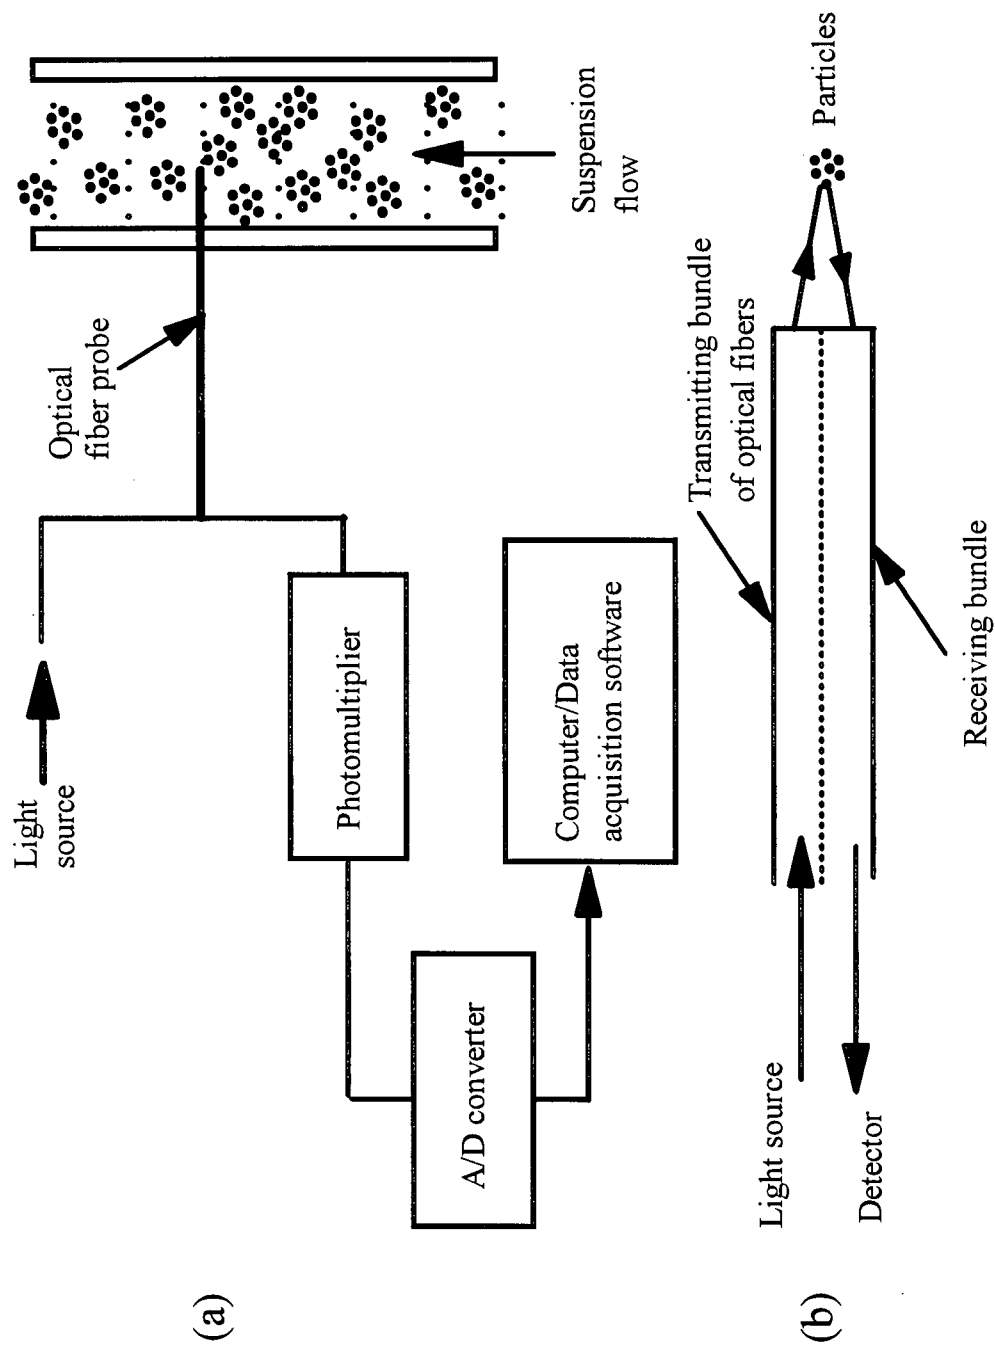 (a)
Light
source
Optical
fiber probe
Suspension
flow
Photomultiplier
A/D converter
Computer/Data
acquisition software
(b)
Light source
Detector
Transmitting bundle
of optical fibers
Receiving bundle
Particles